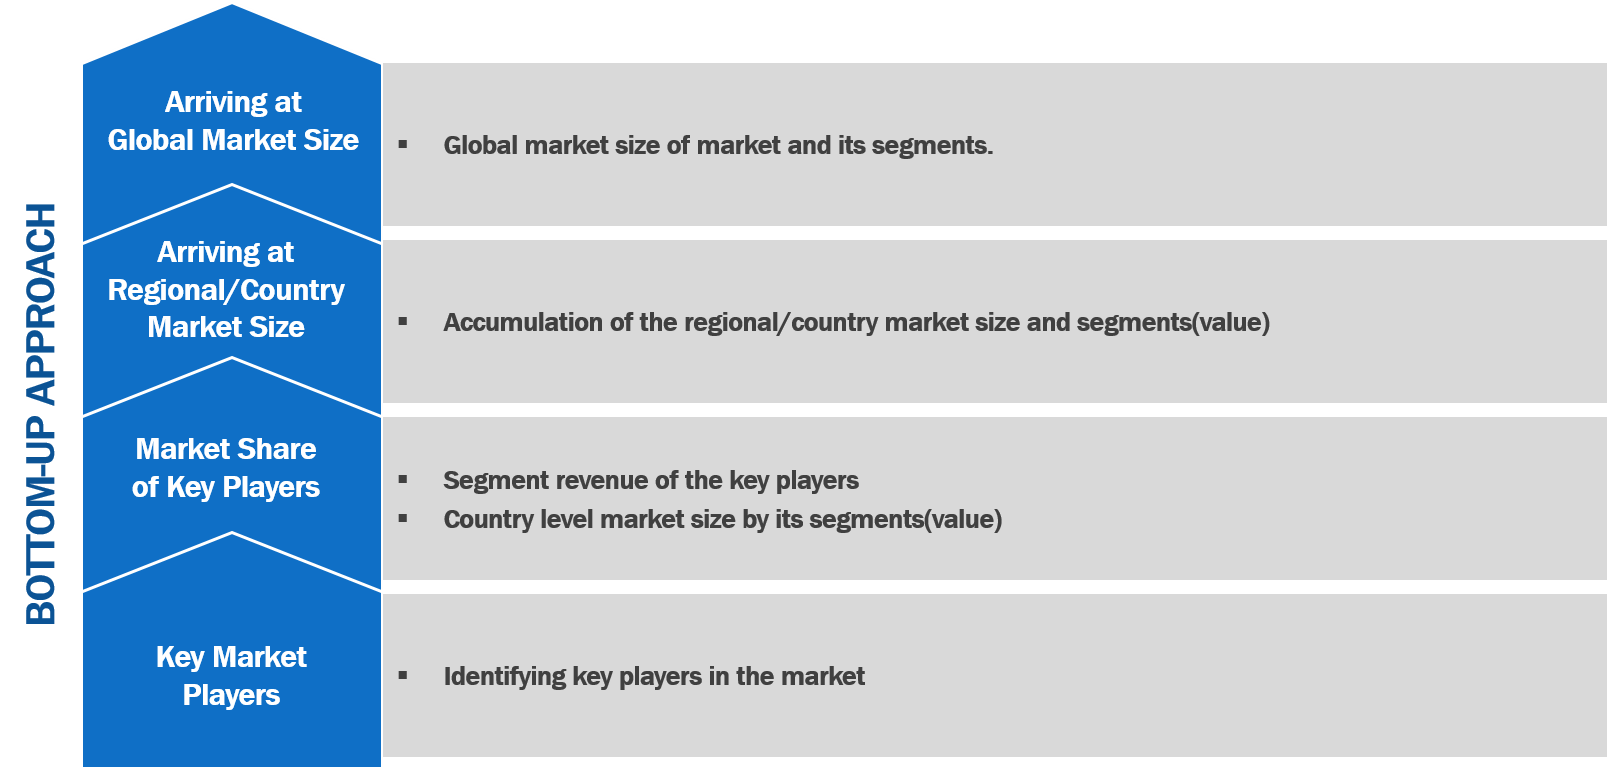 BOTTOM-UP APPROACH
Arriving at
Global Market Size
▪ Global market size of market and its segments.
Arriving at
Regional/Country
Market Size
▪ Accumulation of the regional/country market size and segments(value)
Market Share
of Key Players
▪ Segment revenue of the key players
▪ Country level market size by its segments(value)
Key Market
Players
▪ Identifying key players in the market